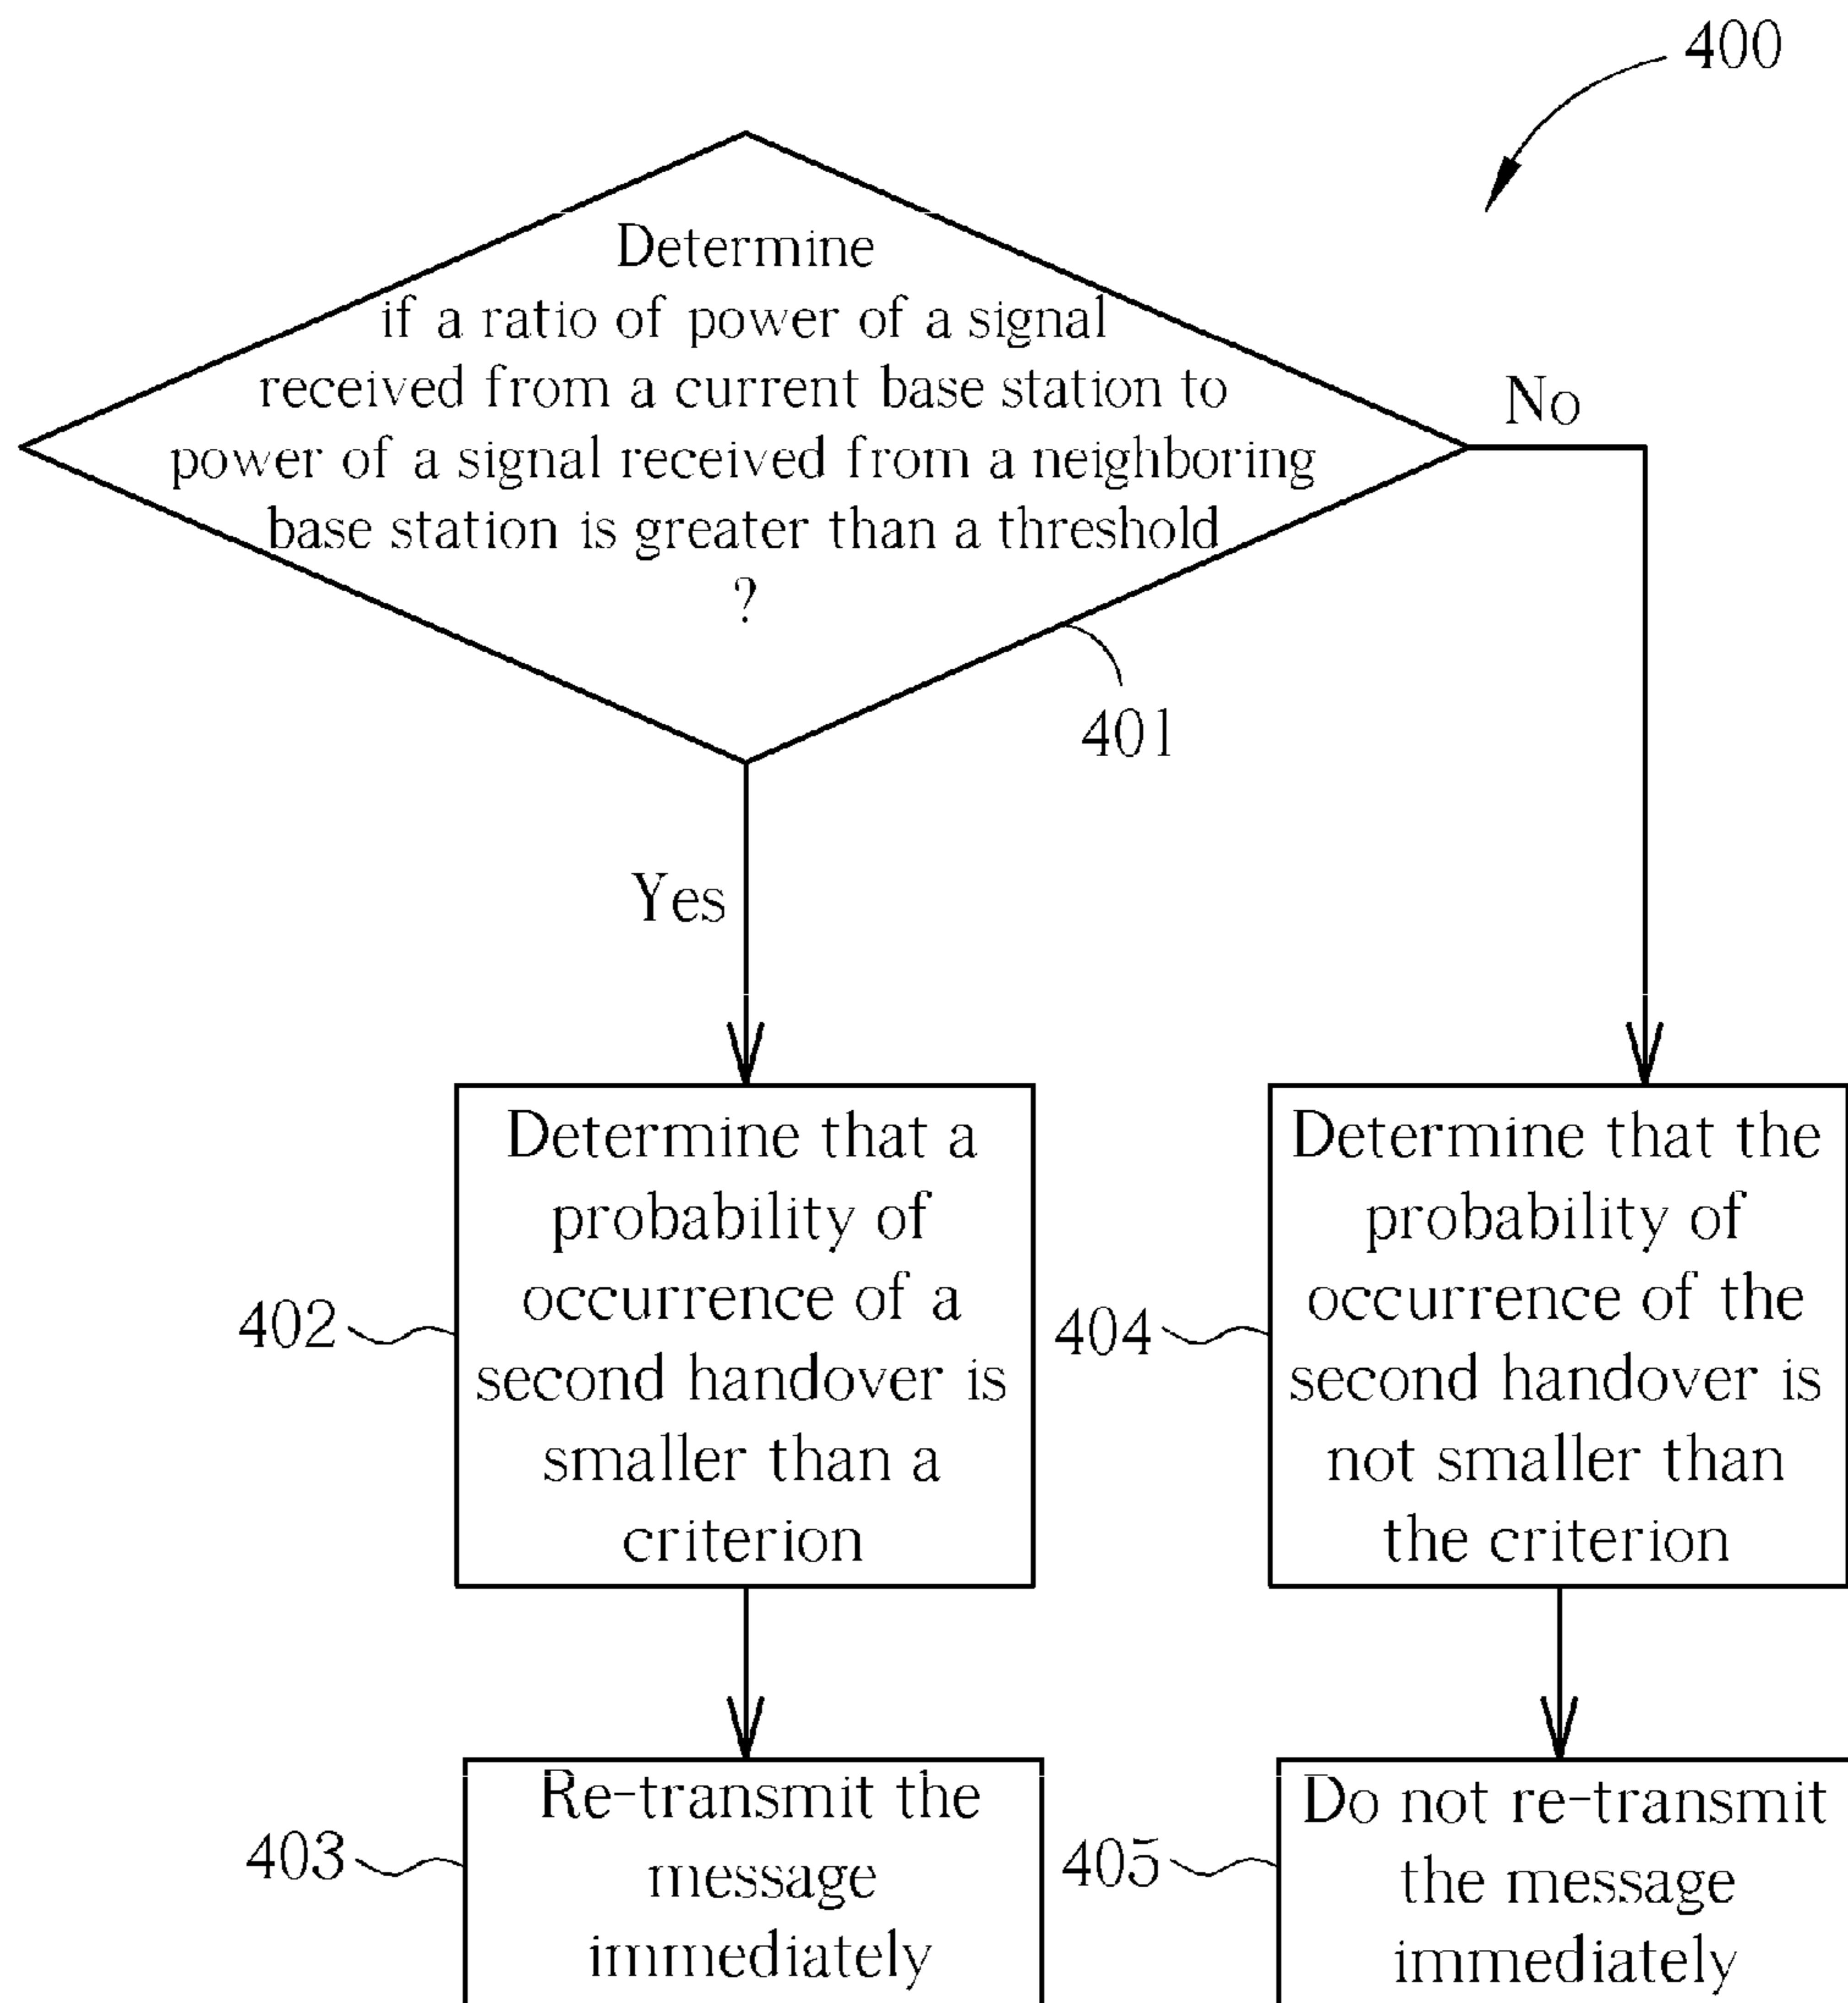 400
Determine
if a ratio of power of a signal
received from a current base station to
power of a signal received from a neighboring
base station is greater than a threshold
?
No
401
Yes
Determine that a
probability of
occurrence of a
second handover is
smaller than a
criterion
402
Determine that the
probability of
occurrence of the
second handover is
not smaller than
the criterion
404
Re-transmit the
message
immediately
403
Do not re-transmit
the message
immediately
405